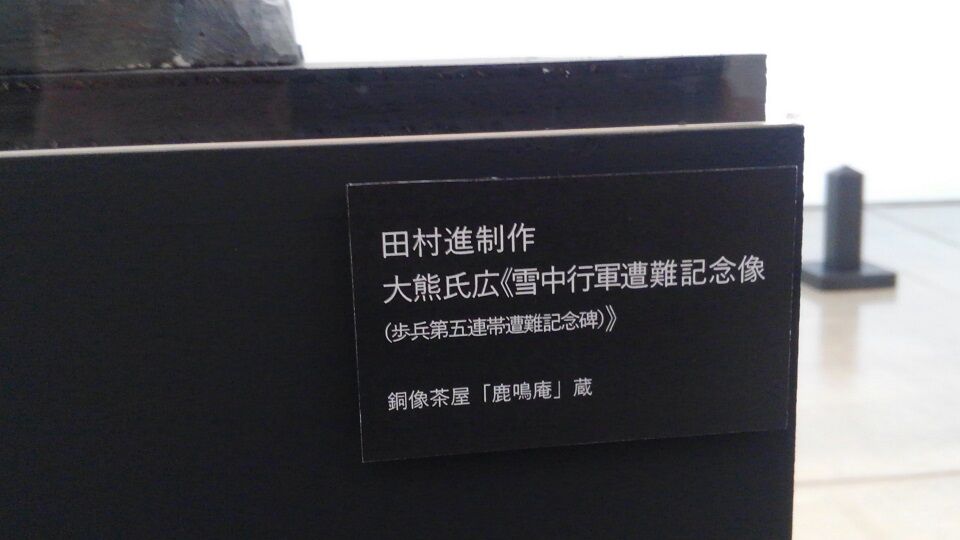 田村進制作
大熊氏広《雪中行軍遭難記念像
(歩兵第五連帯遭難記念碑)》
銅像茶屋「鹿鳴庵」蔵